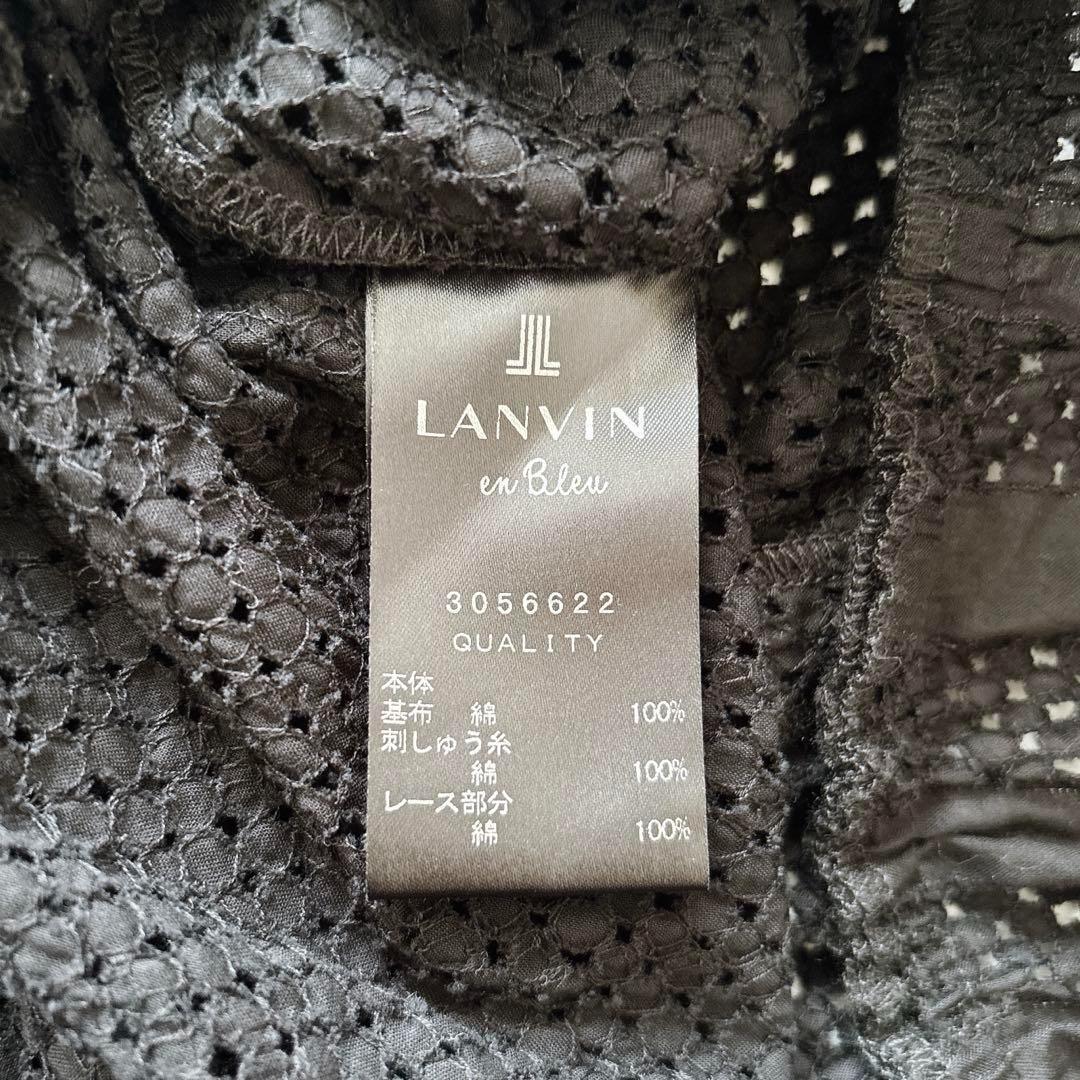 LANVIN
en Bleu
3056622
QUALITY
本体
基布 綿 100%
刺しゅう糸
綿 100%
レース部分
綿 100%